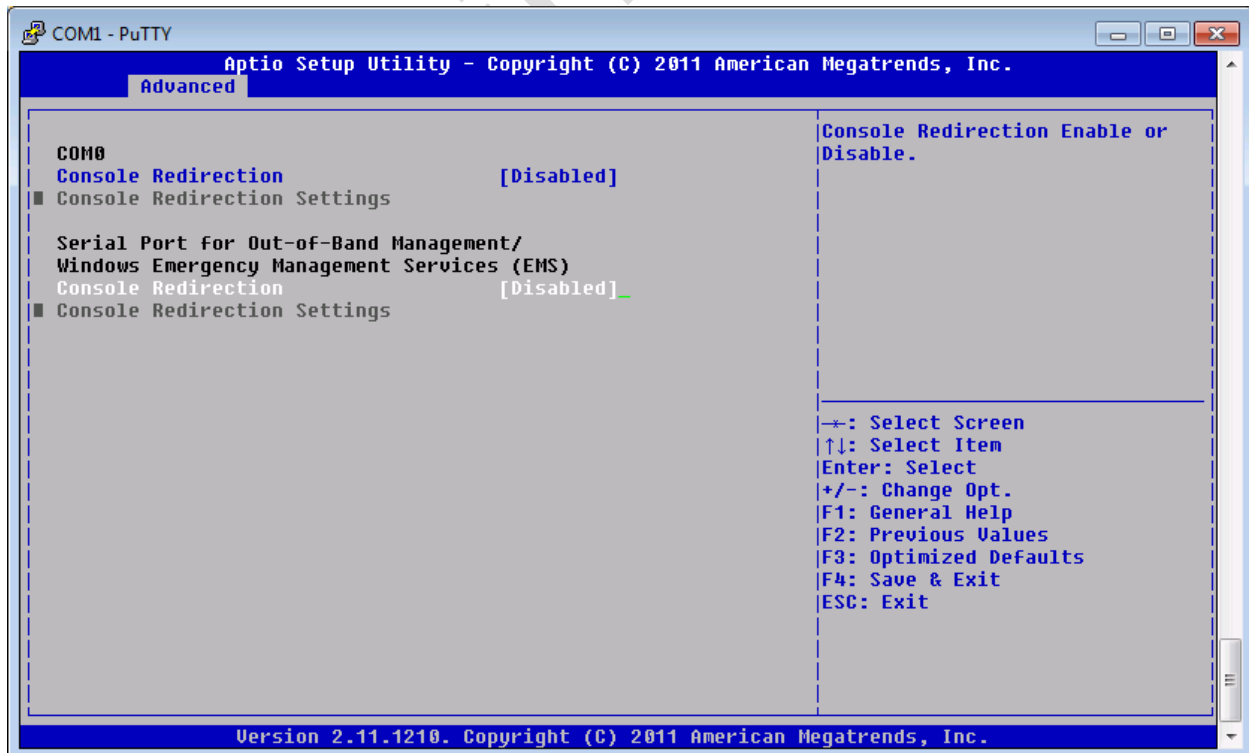 COM1 - PuTTY
Aptio Setup Utility - Copyright (C) 2011 American Megatrends, Inc.
Advanced
COM0
Console Redirection [Disabled]
Console Redirection Settings
Serial Port for Out-of-Band Management/
Windows Emergency Management Services (EMS)
Console Redirection [Disabled]_
Console Redirection Settings
Console Redirection Enable or
Disable.
→←: Select Screen
↑↓: Select Item
Enter: Select
+/-: Change Opt.
F1: General Help
F2: Previous Values
F3: Optimized Defaults
F4: Save & Exit
ESC: Exit
Version 2.11.1210. Copyright (C) 2011 American Megatrends, Inc.